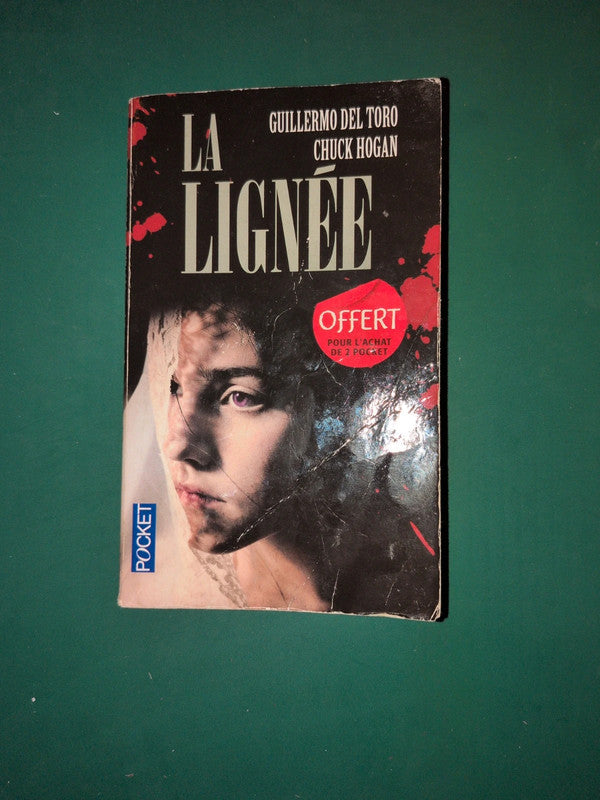 GUILLERMO DEL TORO
CHUCK HOGAN
LA
LIGNÉE
OFFERT
POUR L'ACHAT
DE 2 POCKET
POCKET